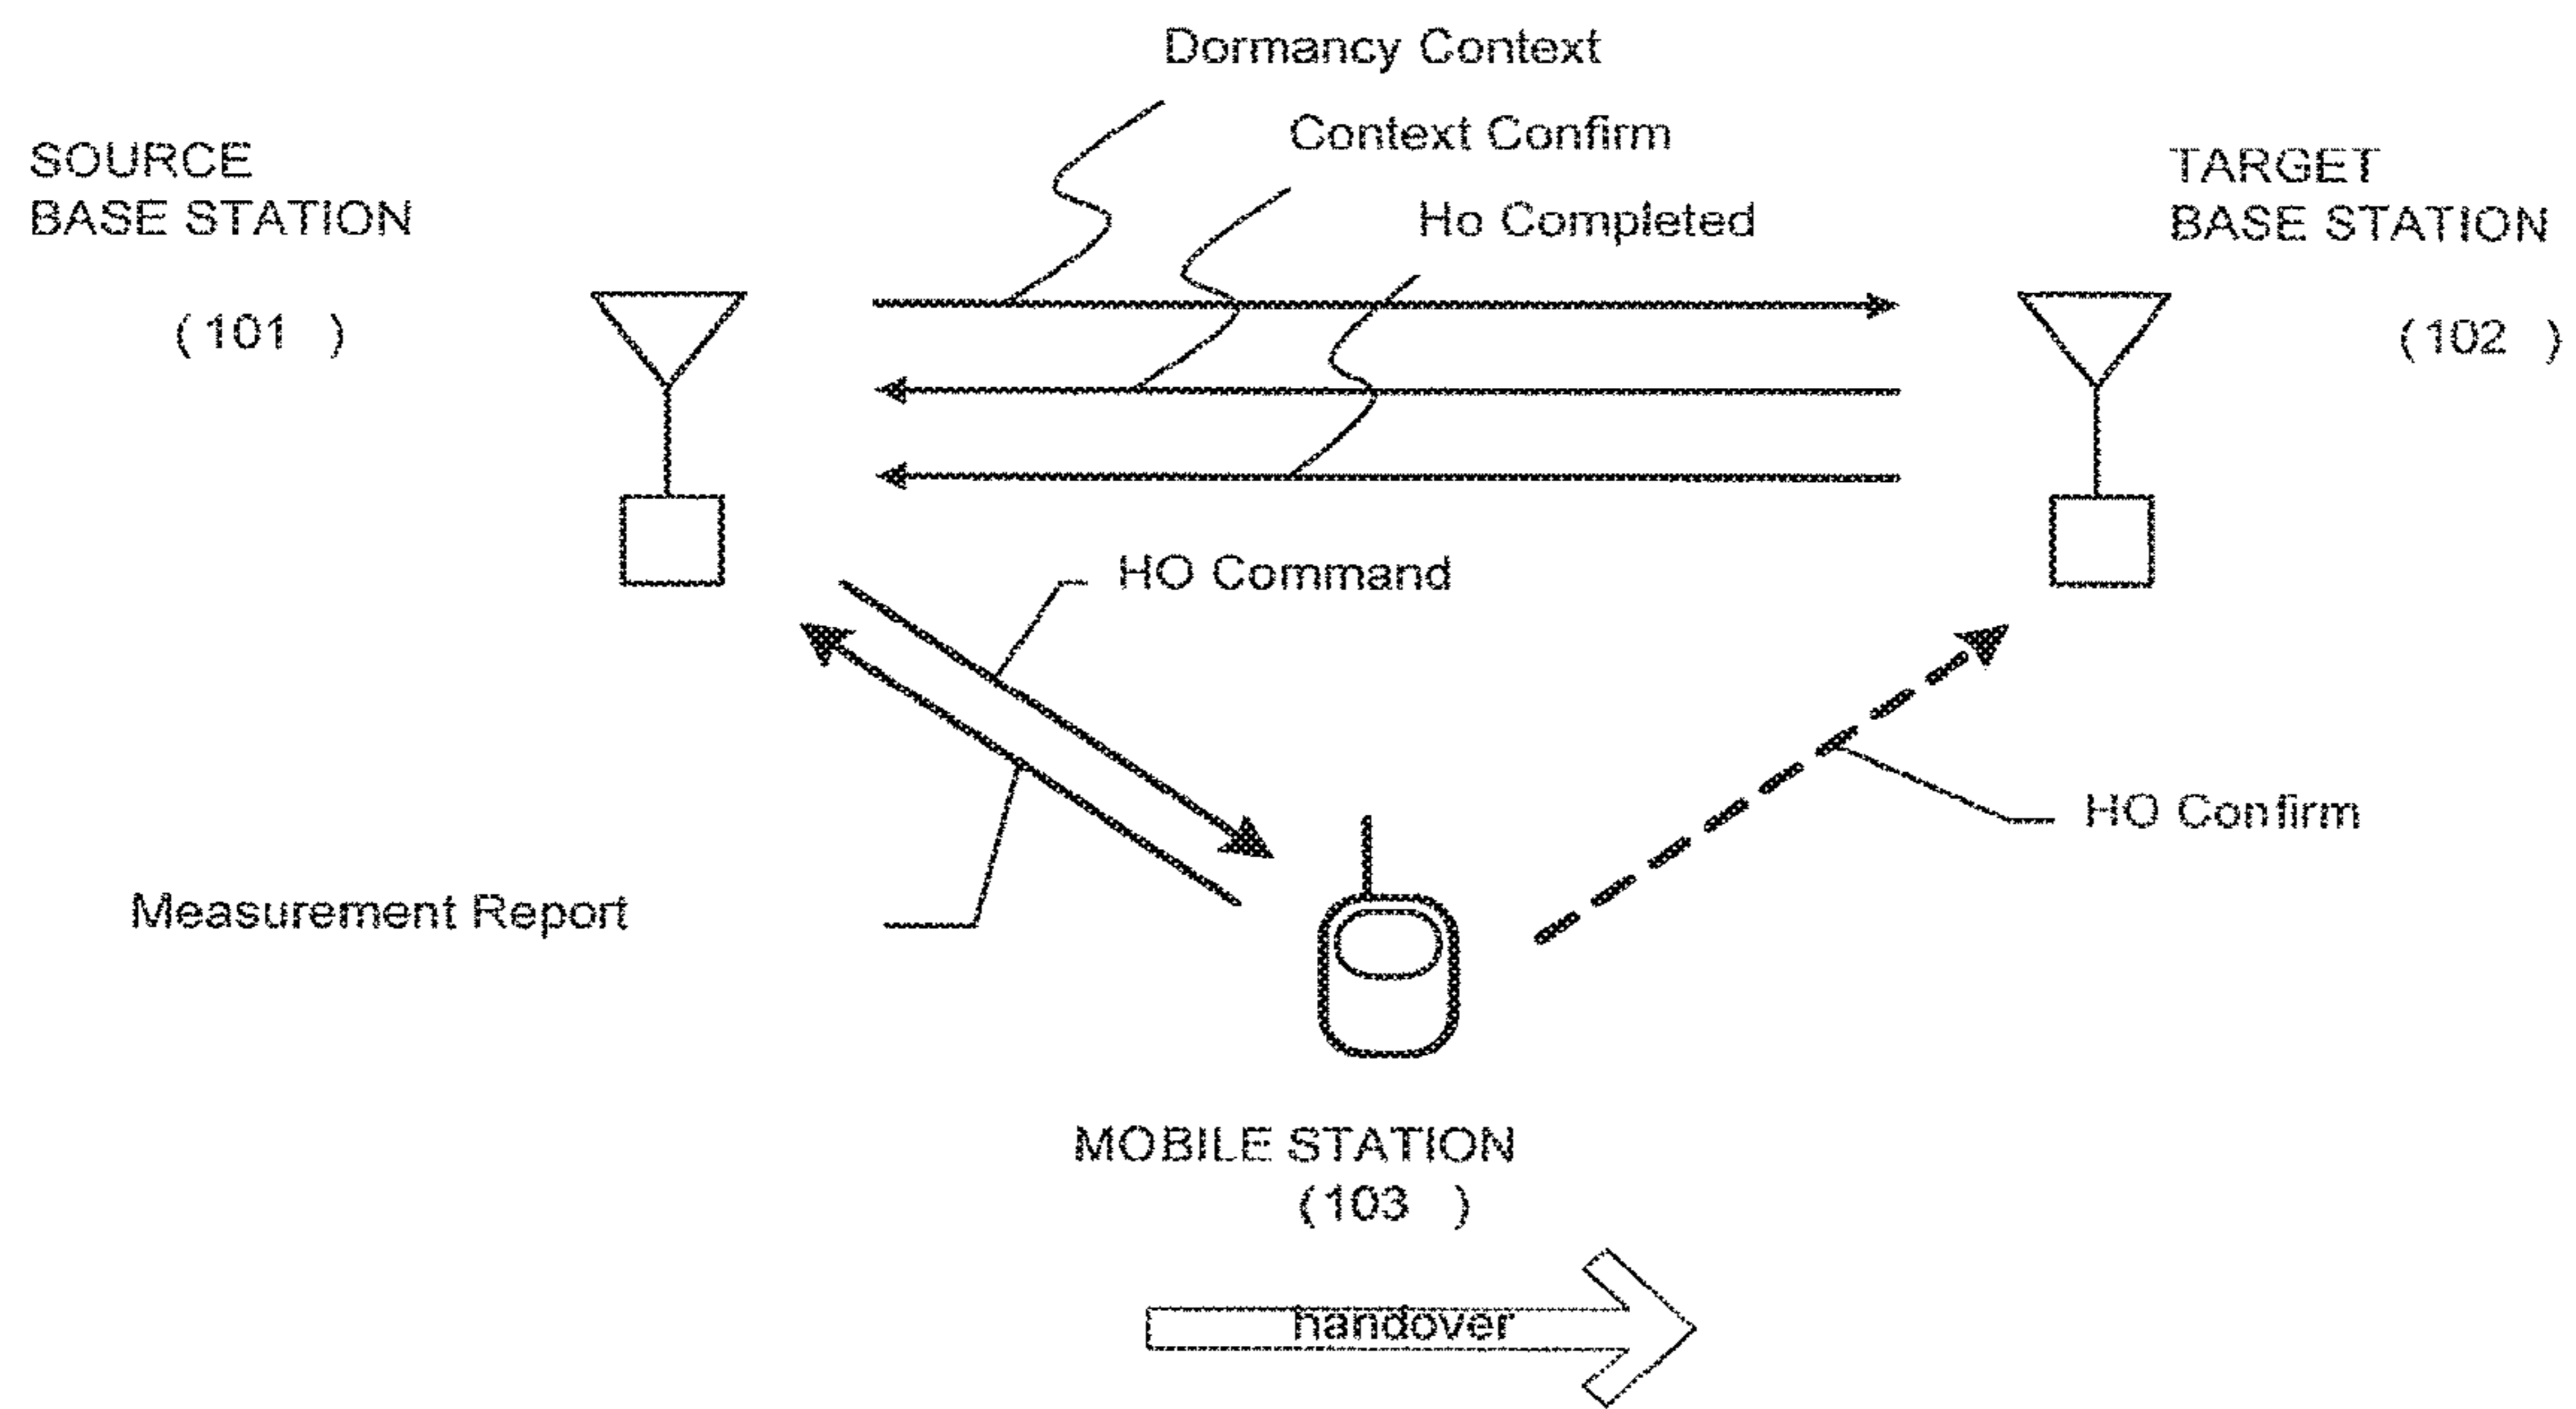 Dormancy Context
Context Confirm
Ho Completed
SOURCE
BASE STATION
(101 )
TARGET
BASE STATION
(102 )
HO Command
HO Confirm
Measurement Report
MOBILE STATION
(103 )
handover